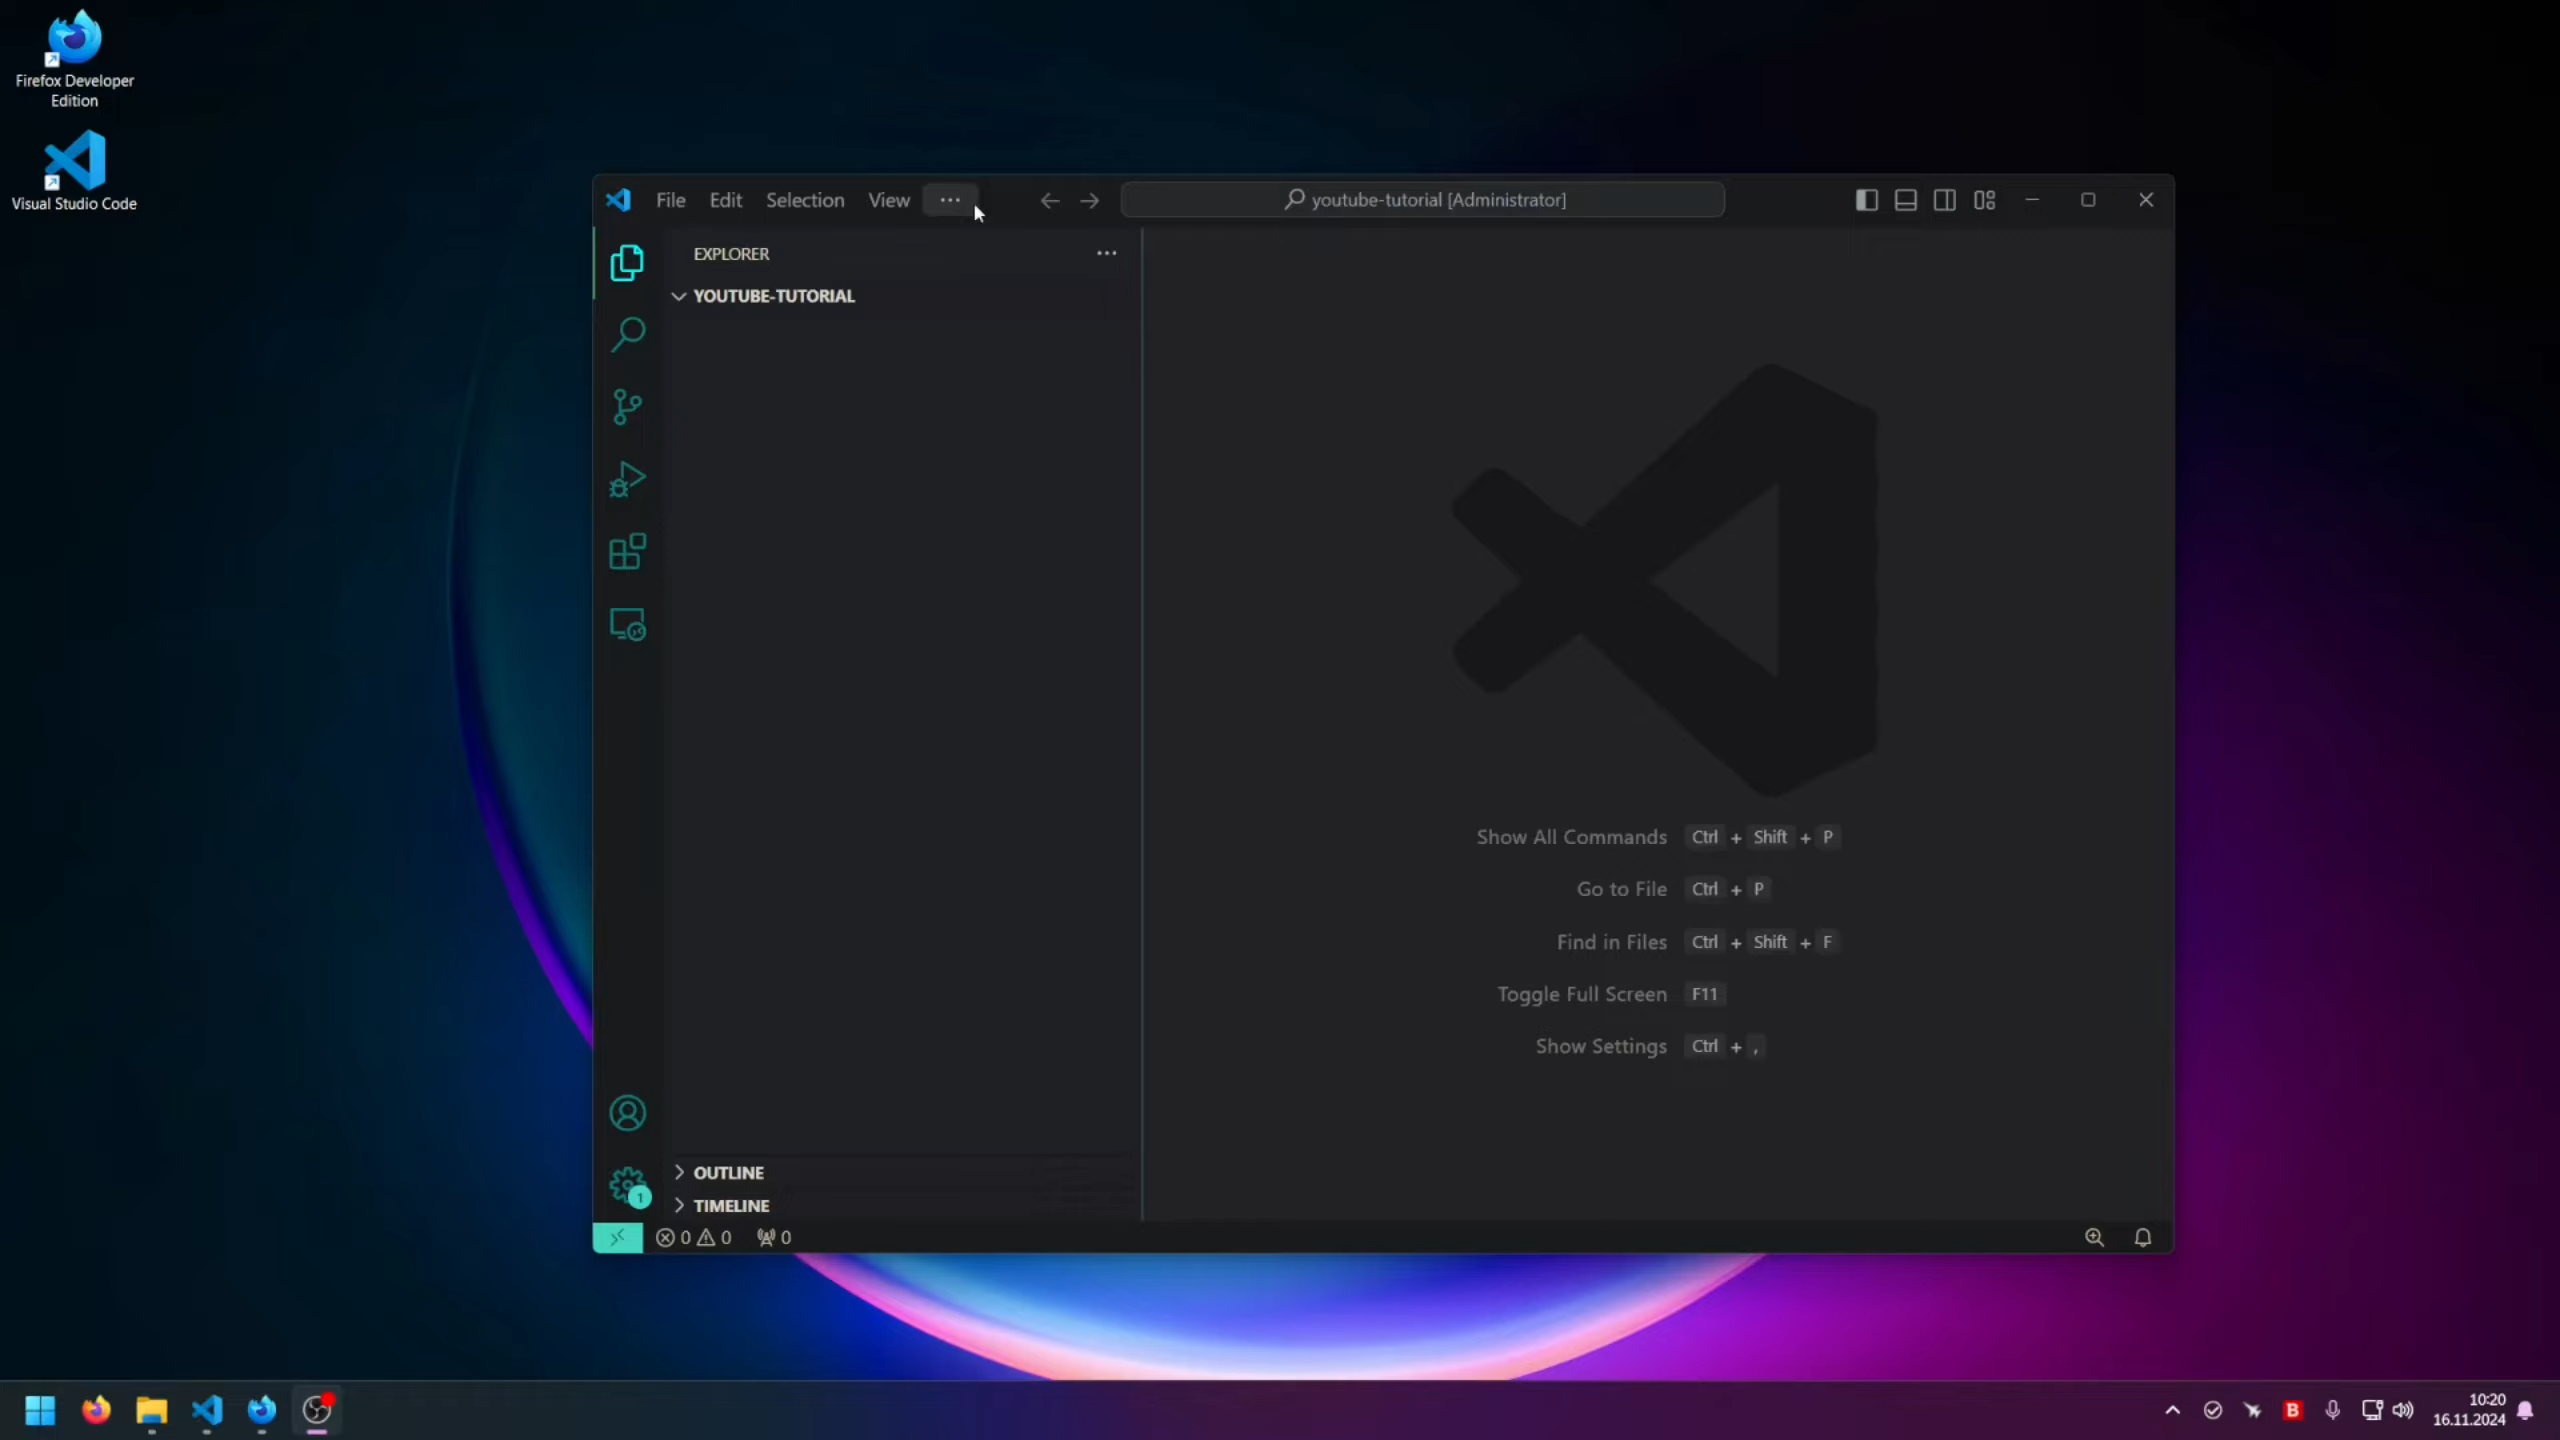 Firefox Developer
Edition
Visual Studio Code
File Edit Selection View ... youtube-tutorial [Administrator]
EXPLORER
YOUTUBE-TUTORIAL
Show All Commands Ctrl + Shift + P
Go to File Ctrl + P
Find in Files Ctrl + Shift + F
Toggle Full Screen F11
Show Settings Ctrl + ,
OUTLINE
1
TIMELINE
0 0 0
B
10:20
16.11.2024